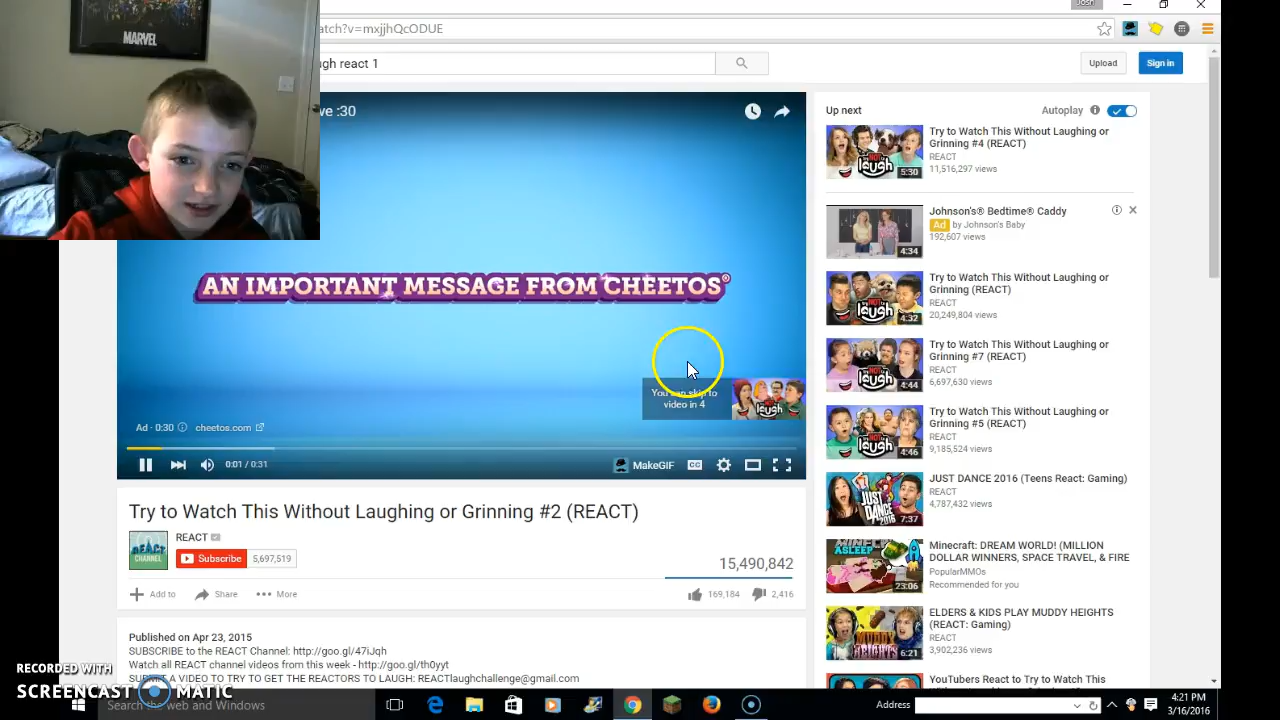 Josh
MARVEL
atch?v=mxjjhQcODUE
gh react 1
Upload
Sign in
ve :30
AN IMPORTANT MESSAGE FROM CHEETOS®
You can skip to
video in 4
Ad · 0:30
cheetos.com
0:01 / 0:31
MakeGIF
CC
Try to Watch This Without Laughing or Grinning #2 (REACT)
REACT
CHANNEL
REACT
Subscribe
5,697,519
15,490,842
Add to
Share
More
169,184
2,416
Published on Apr 23, 2015
SUBSCRIBE to the REACT Channel: http://goo.gl/47iJqh
Watch all REACT channel videos from this week - http://goo.gl/th0yyt
SUBMIT A VIDEO TO TRY TO GET THE REACTORS TO LAUGH: REACTlaughchallenge@gmail.com
Up next
Autoplay
Try to Watch This Without Laughing or
Grinning #4 (REACT)
REACT
11,516,297 views
5:30
Johnson's® Bedtime® Caddy
Ad by Johnson's Baby
192,607 views
4:34
Try to Watch This Without Laughing or
Grinning (REACT)
REACT
20,249,804 views
4:32
Try to Watch This Without Laughing or
Grinning #7 (REACT)
REACT
6,697,630 views
4:44
Try to Watch This Without Laughing or
Grinning #5 (REACT)
REACT
9,185,524 views
4:46
JUST DANCE 2016 (Teens React: Gaming)
REACT
4,787,432 views
7:37
Minecraft: DREAM WORLD! (MILLION
DOLLAR WINNERS, SPACE TRAVEL, & FIRE
PopularMMOs
Recommended for you
23:06
ELDERS & KIDS PLAY MUDDY HEIGHTS
(REACT: Gaming)
REACT
3,902,236 views
6:21
YouTubers React to Try to Watch This
RECORDED WITH
SCREENCAST MATIC
Search the web and Windows
Address
4:21 PM
3/16/2016